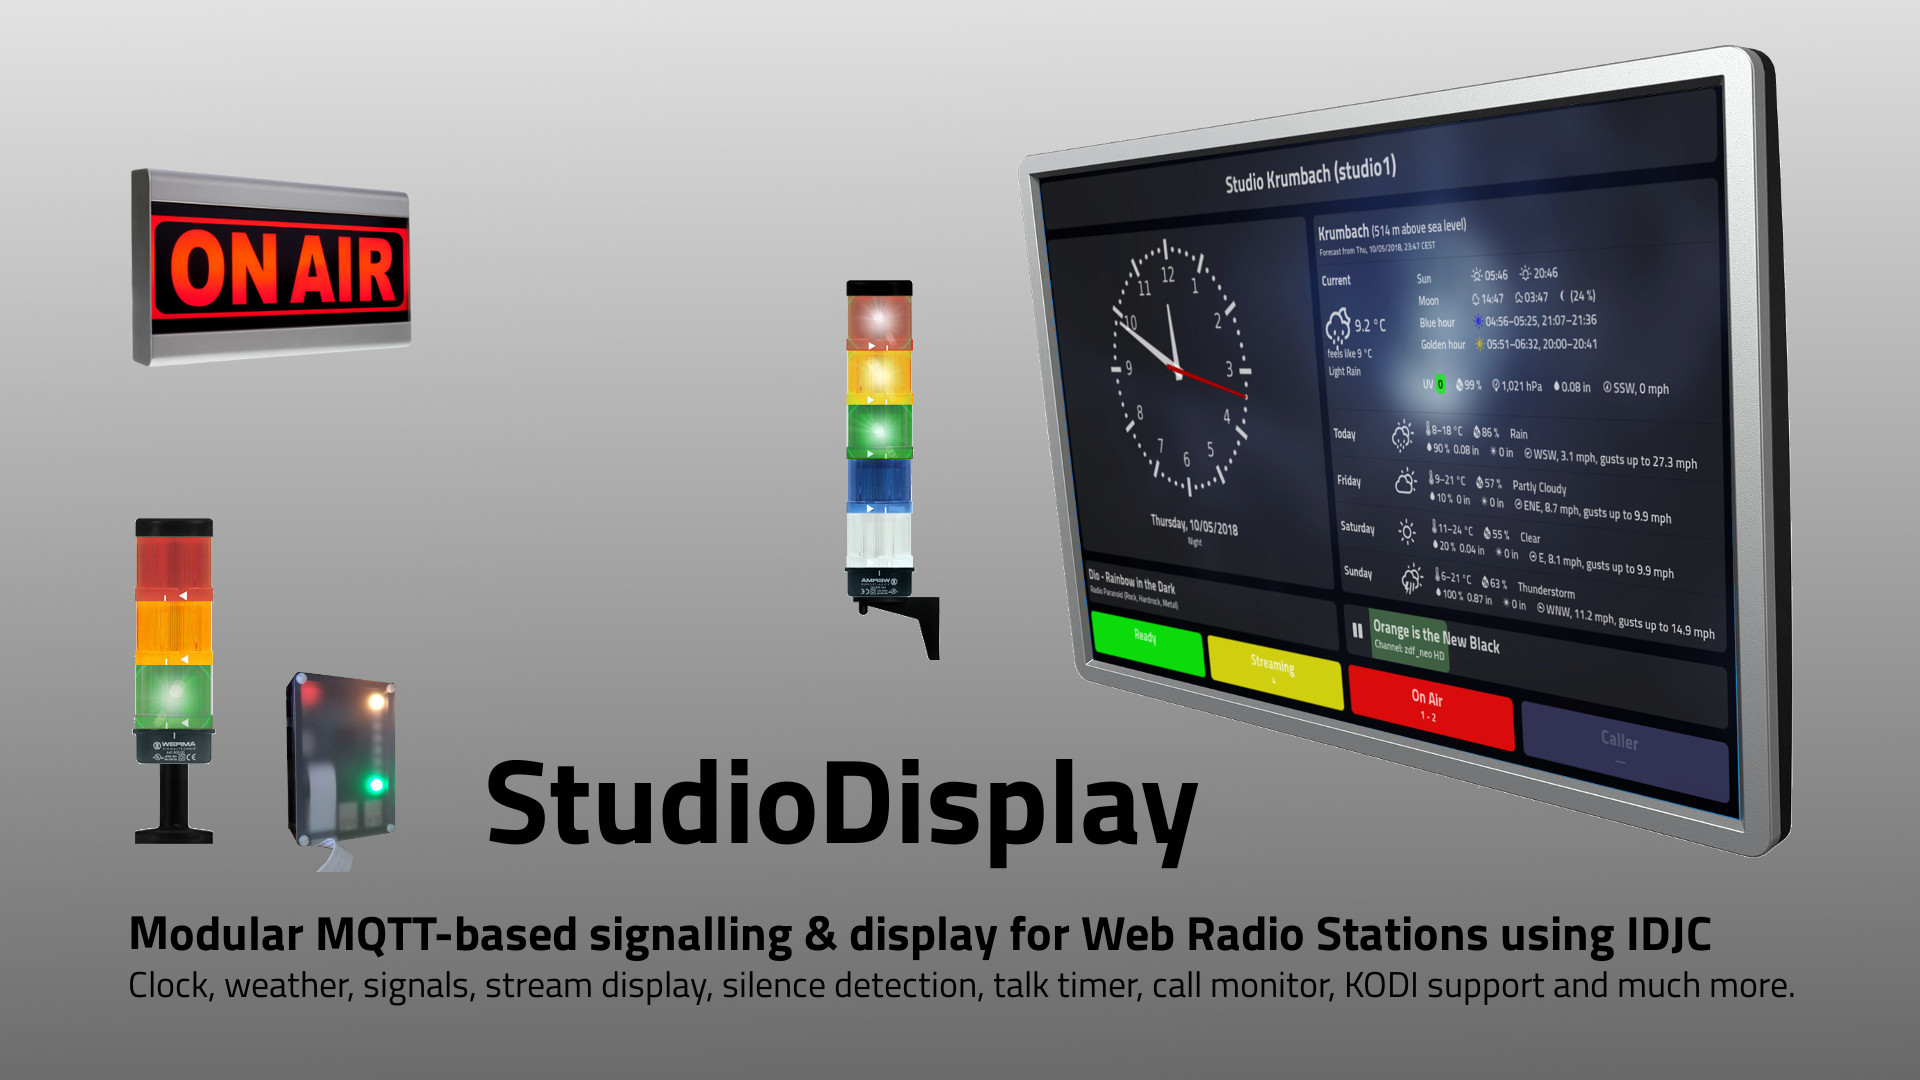 ON AIR
WERMA
WERMA
StudioDisplay
Modular MQTT-based signalling & display for Web Radio Stations using IDJC
Clock, weather, signals, stream display, silence detection, talk timer, call monitor, KODI support and much more.
Studio Krumbach (studio1)
12
1
2
3
4
5
6
7
8
9
10
11
Thursday, 10/05/2018
Night
Krumbach (514 m above sea level)
Forecast from Thu, 10/05/2018, 23:47 CEST
Current
9.2 °C
feels like 9 °C
Light Rain
Sun 05:46 20:46
Moon 14:47 03:47 (24 %)
Blue hour 04:56–05:25, 21:07–21:36
Golden hour 05:51–06:32, 20:00–20:41
UV 0 99 % 1,021 hPa 0.08 in SSW, 0 mph
Today 8–18 °C 86 % Rain
90 % 0.08 in 0 in WSW, 3.1 mph, gusts up to 27.3 mph
Friday 9–21 °C 57 % Partly Cloudy
10 % 0 in 0 in ENE, 8.7 mph, gusts up to 9.9 mph
Saturday 11–24 °C 55 % Clear
20 % 0.04 in 0 in E, 8.1 mph, gusts up to 9.9 mph
Sunday 6–21 °C 63 % Thunderstorm
100 % 0.87 in 0 in WNW, 11.2 mph, gusts up to 14.9 mph
Dio - Rainbow in the Dark
Radio Paranoid (Rock, Hardrock, Metal)
Orange is the New Black
Channel: zdf_neo HD
Ready
Streaming
4
On Air
1 - 2
Caller
—